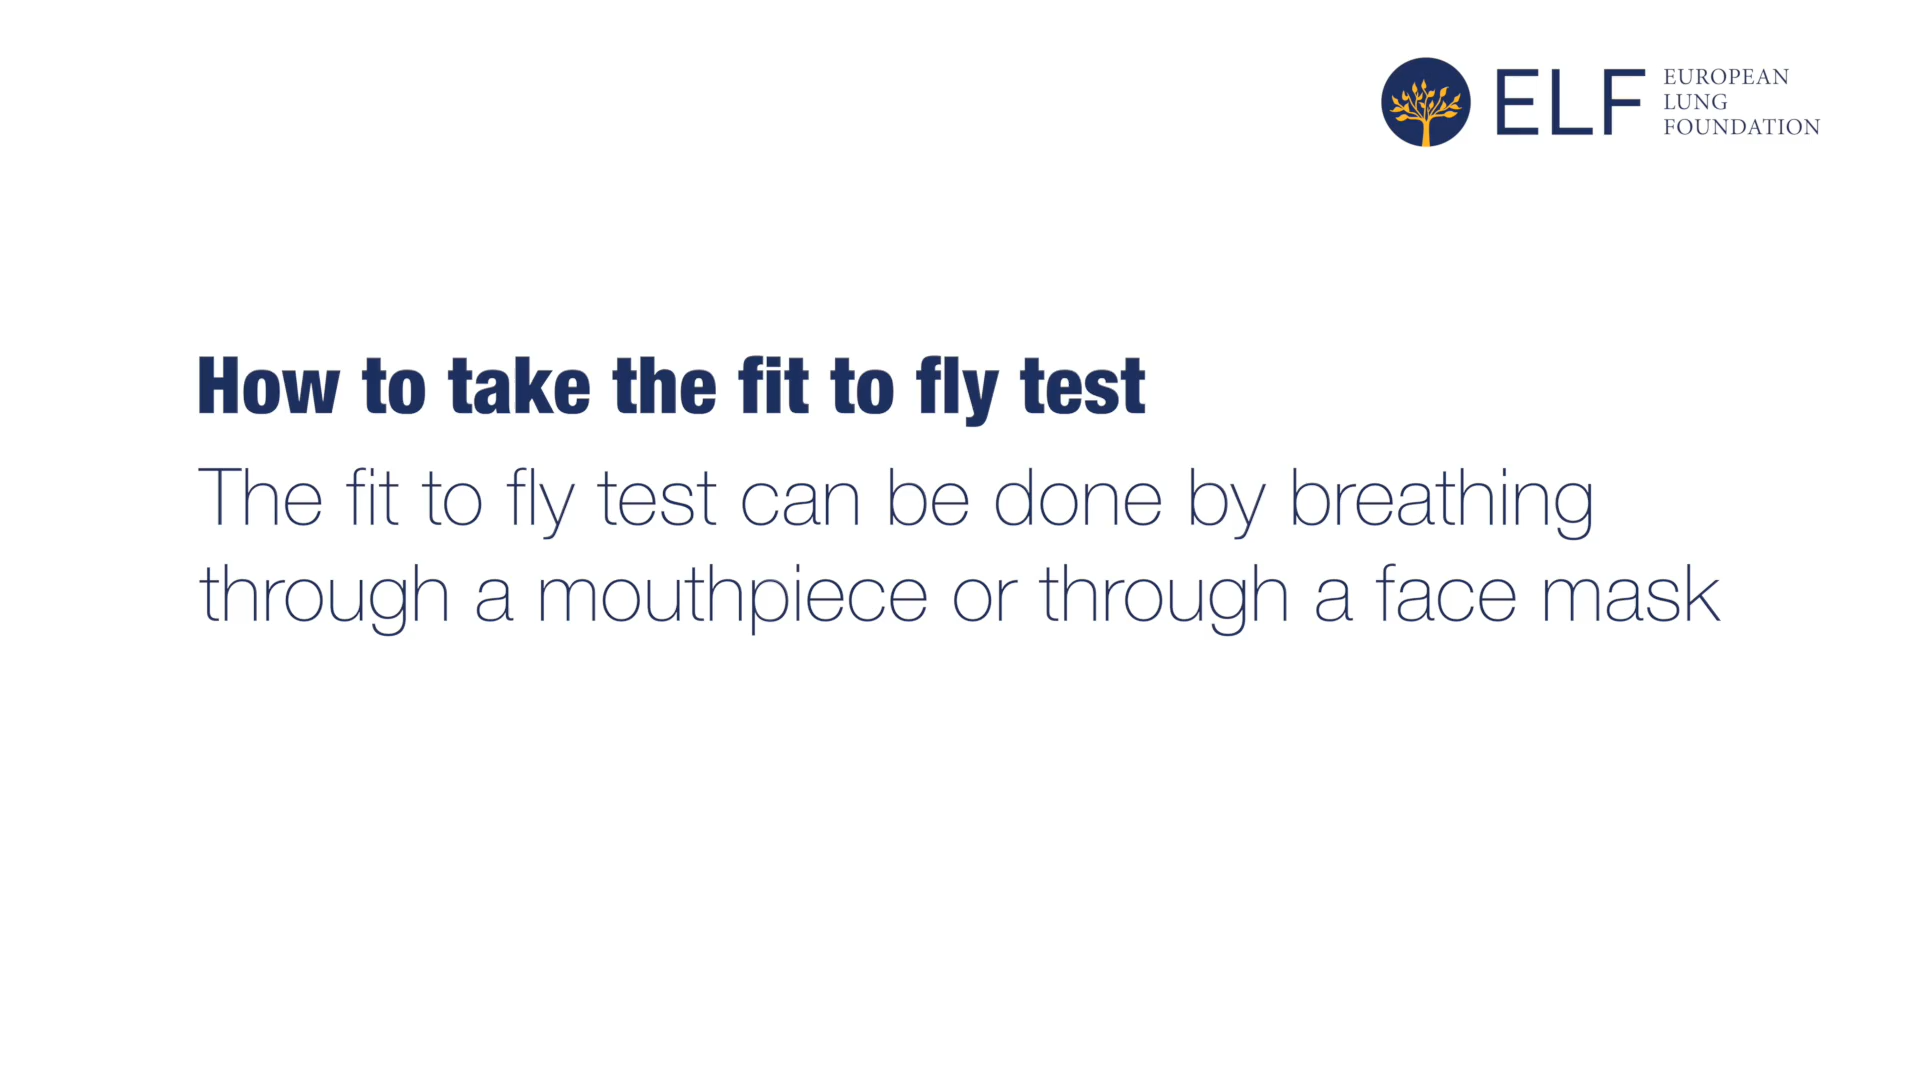 ELF
EUROPEAN
LUNG
FOUNDATION
How to take the fit to fly test
The fit to fly test can be done by breathing
through a mouthpiece or through a face mask